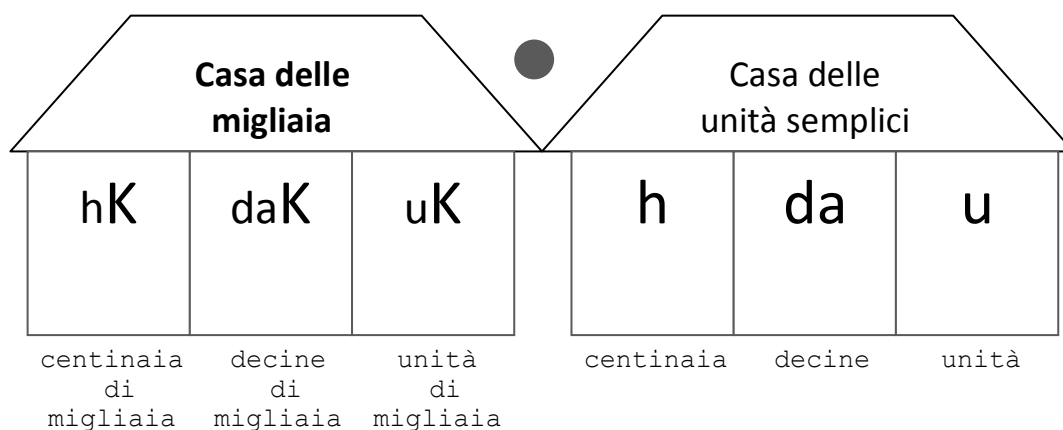 Casa delle
migliaia
Casa delle
unità semplici
hK daK uK h da u
centinaia
di
migliaia
decine
di
migliaia
unità
di
migliaia
centinaia
decine
unità